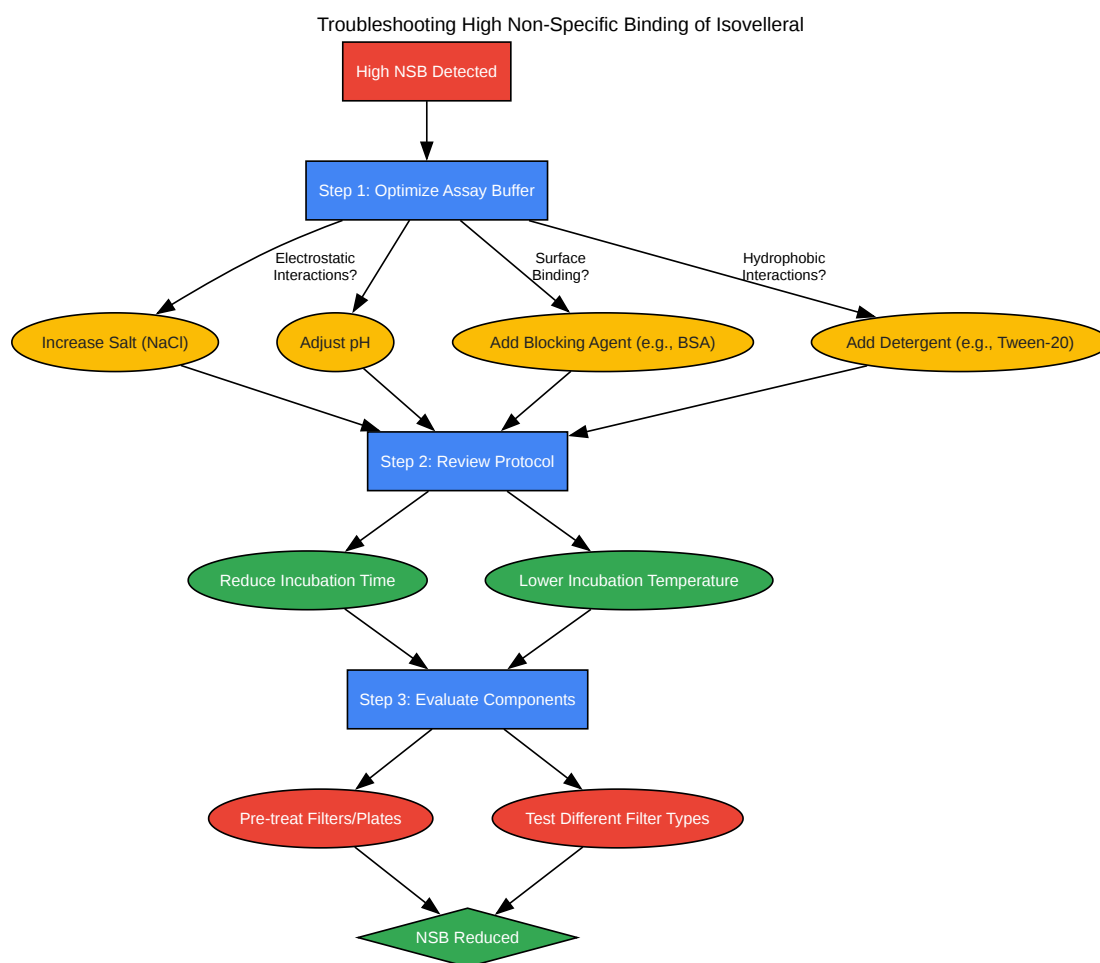 Troubleshooting High Non-Specific Binding of Isovelleral
High NSB Detected
Step 1: Optimize Assay Buffer
Electrostatic
Interactions?
Surface
Binding?
Hydrophobic
Interactions?
Increase Salt (NaCl)
Adjust pH
Add Blocking Agent (e.g., BSA)
Add Detergent (e.g., Tween-20)
Step 2: Review Protocol
Reduce Incubation Time
Lower Incubation Temperature
Step 3: Evaluate Components
Pre-treat Filters/Plates
Test Different Filter Types
NSB Reduced